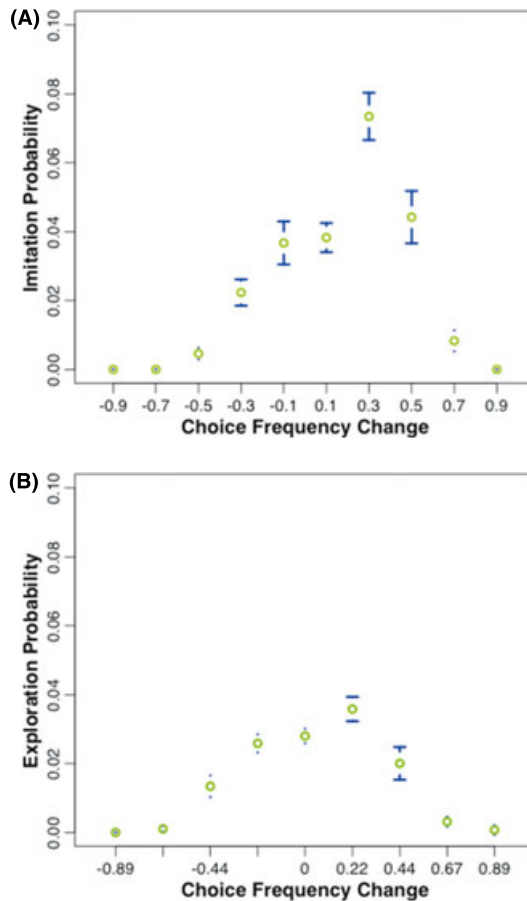 (A)
0.10
0.08
0.06
0.04
0.02
0.00
Imitation Probability
-0.9 -0.7 -0.5 -0.3 -0.1 0.1 0.3 0.5 0.7 0.9
Choice Frequency Change
(B)
0.10
0.08
0.06
0.04
0.02
0.00
Exploration Probability
-0.89 -0.44 0 0.22 0.44 0.67 0.89
Choice Frequency Change